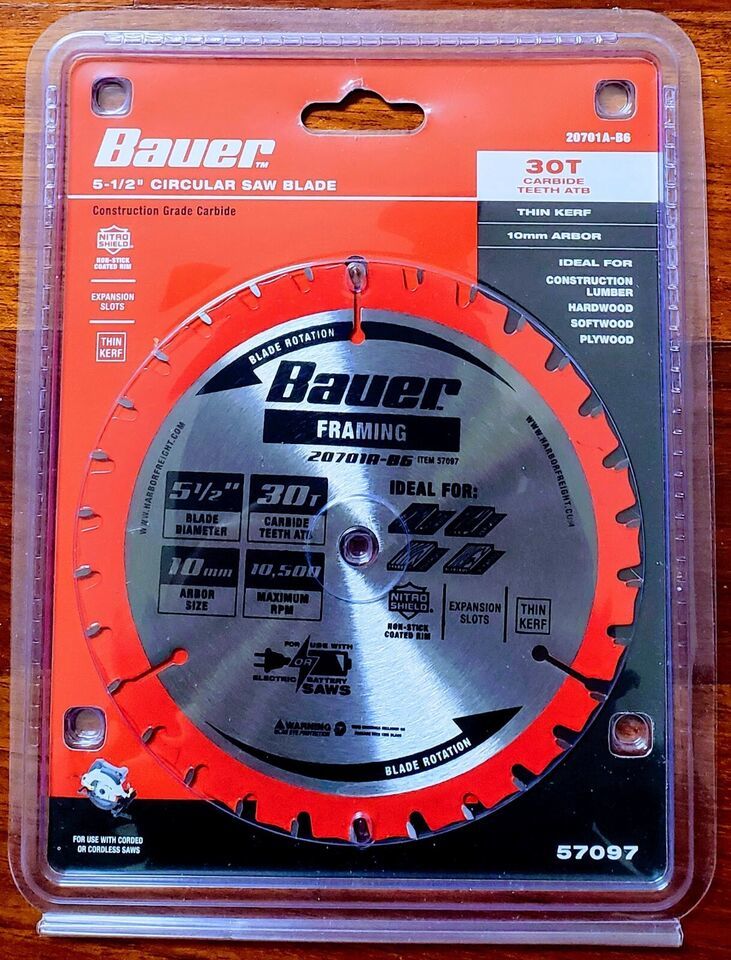 Bauer™
5-1/2" CIRCULAR SAW BLADE
Construction Grade Carbide
NITRO
SHIELD®
NON-STICK
COATED RIM
EXPANSION
SLOTS
THIN
KERF
20701A-B6
30T
CARBIDE
TEETH ATB
THIN KERF
10mm ARBOR
IDEAL FOR
CONSTRUCTION
LUMBER
HARDWOOD
SOFTWOOD
PLYWOOD
BLADE ROTATION
Bauer
FRAMING
20701A-B6 ITEM 57097
WWW.HARBORFREIGHT.COM
WWW.HARBORFREIGHT.COM
5 1/2"
BLADE
DIAMETER
30T
CARBIDE
TEETH ATB
10mm
ARBOR
SIZE
10,500
MAXIMUM
RPM
IDEAL FOR:
NITRO
SHIELD®
NON-STICK
COATED RIM
EXPANSION
SLOTS
THIN
KERF
FOR USE WITH
OR
ELECTRIC BATTERY
SAWS
WARNING
BLADE ROTATION
FOR USE WITH CORDED
OR CORDLESS SAWS
57097